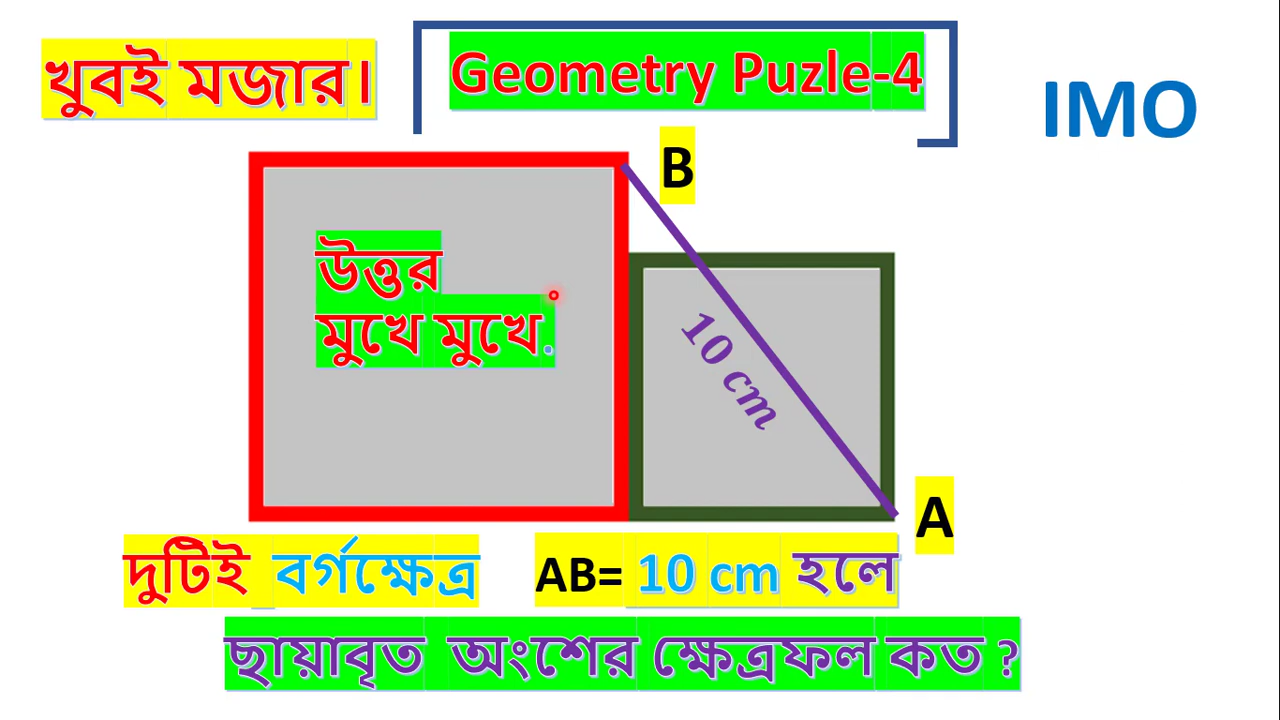 খুবই মজার।
Geometry Puzle-4
IMO
B
উত্তর
মুখে মুখে.
10 cm
A
দুটিই বর্গক্ষেত্র
AB= 10 cm হলে
ছায়াবৃত অংশের ক্ষেত্রফল কত ?